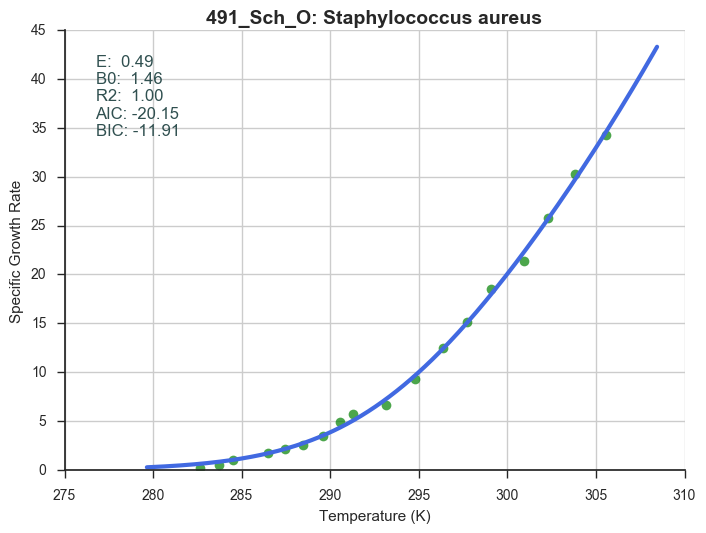 491_Sch_O: Staphylococcus aureus
E:  0.49
B0:  1.46
R2:  1.00
AIC: -20.15
BIC: -11.91
Specific Growth Rate
45
40
35
30
25
20
15
10
5
0
275 280 285 290 295 300 305 310
Temperature (K)